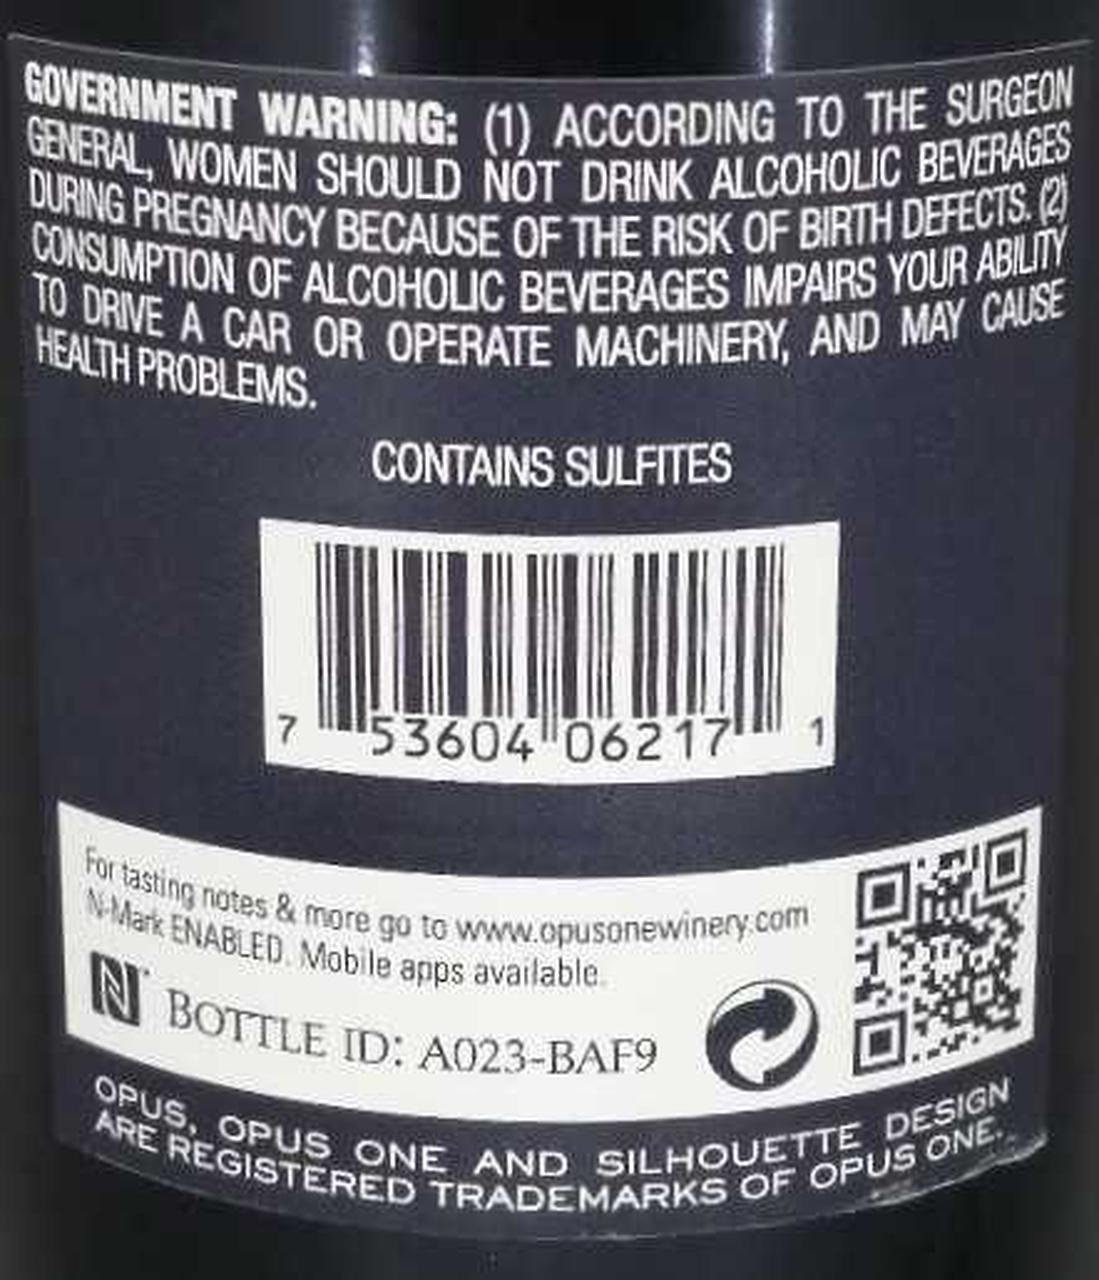 GOVERNMENT WARNING: (1) ACCORDING TO THE SURGEON
GENERAL, WOMEN SHOULD NOT DRINK ALCOHOLIC BEVERAGES
DURING PREGNANCY BECAUSE OF THE RISK OF BIRTH DEFECTS. (2)
CONSUMPTION OF ALCOHOLIC BEVERAGES IMPAIRS YOUR ABILITY
TO DRIVE A CAR OR OPERATE MACHINERY, AND MAY CAUSE
HEALTH PROBLEMS.
CONTAINS SULFITES
7 53604 06217 1
For tasting notes & more go to www.opusonewinery.com
N-Mark ENABLED. Mobile apps available.
BOTTLE ID: A023-BAF9
OPUS, OPUS ONE AND SILHOUETTE DESIGN
ARE REGISTERED TRADEMARKS OF OPUS ONE.